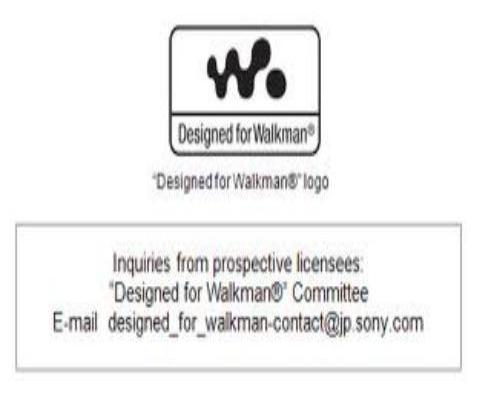 Designed for Walkman®
"Designed for Walkman®" logo
Inquiries from prospective licensees:
"Designed for Walkman®" Committee
E-mail designed_for_walkman-contact@jp.sony.com